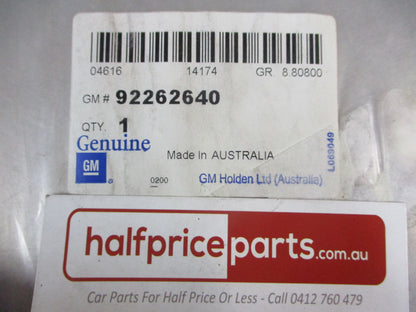 04616 14174 GR. 8.80800
GM # 92262640
QTY. 1
Genuine
GM
®
Made In AUSTRALIA
L069049
0200
GM Holden Ltd (Australia)
halfpriceparts.com.au
Car Parts For Half Price Or Less - Call 0412 760 479